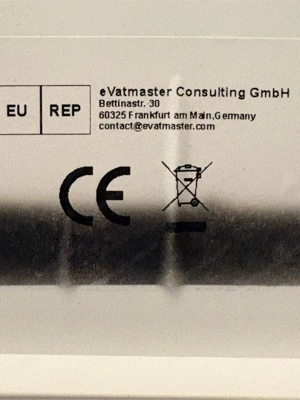 EU REP
eVatmaster Consulting GmbH
Bettinastr. 30
60325 Frankfurt am Main,Germany
contact@evatmaster.com
CE